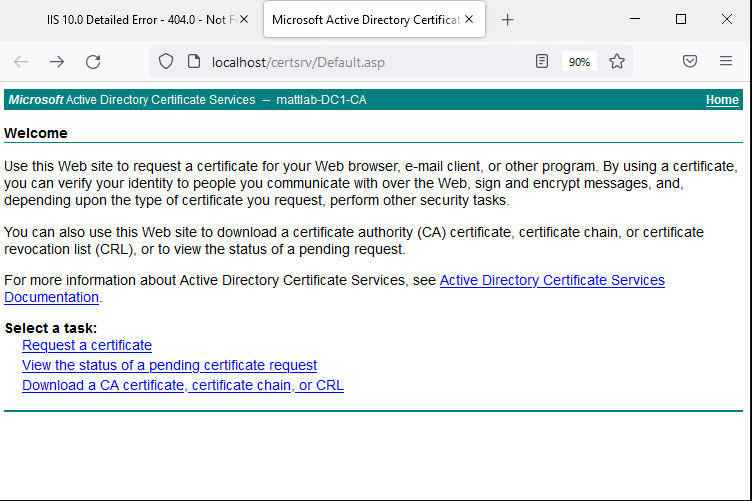 IIS 10.0 Detailed Error - 404.0 - Not F
Microsoft Active Directory Certificat
localhost/certsrv/Default.asp
90%
Microsoft Active Directory Certificate Services -- mattlab-DC1-CA
Home
Welcome
Use this Web site to request a certificate for your Web browser, e-mail client, or other program. By using a certificate,
you can verify your identity to people you communicate with over the Web, sign and encrypt messages, and,
depending upon the type of certificate you request, perform other security tasks.
You can also use this Web site to download a certificate authority (CA) certificate, certificate chain, or certificate
revocation list (CRL), or to view the status of a pending request.
For more information about Active Directory Certificate Services, see Active Directory Certificate Services
Documentation.
Select a task:
Request a certificate
View the status of a pending certificate request
Download a CA certificate, certificate chain, or CRL